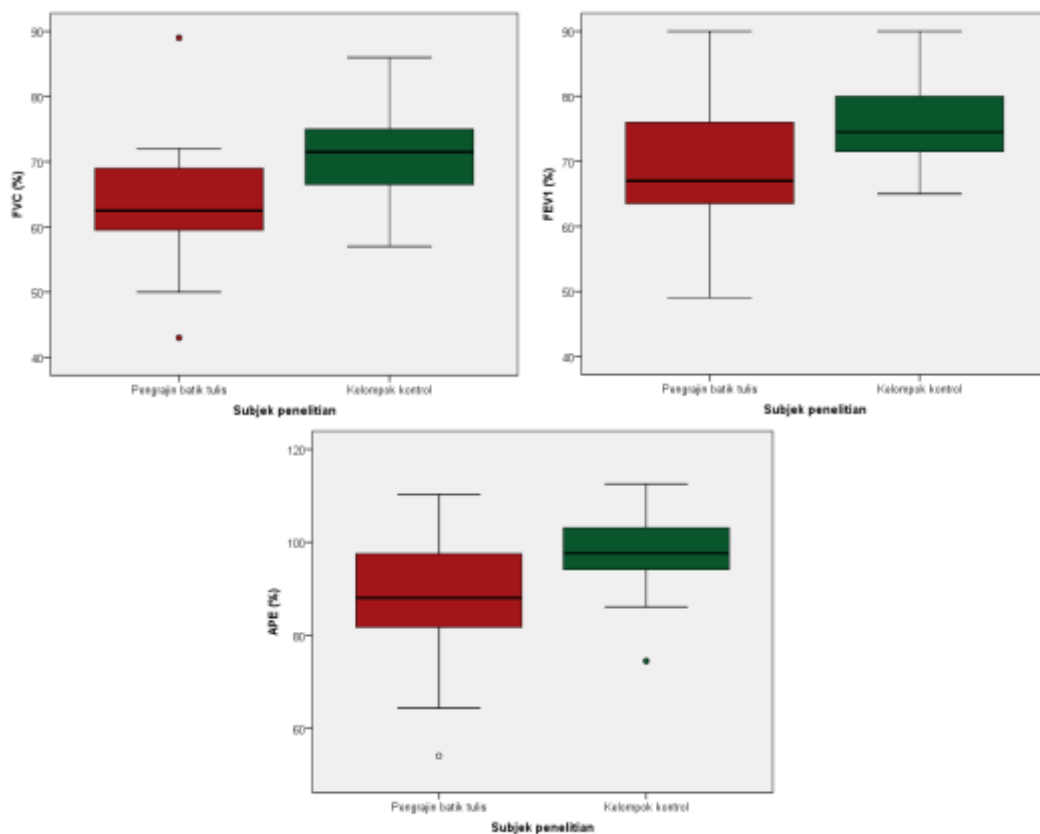 FVC (%)
90
80
70
60
50
40
Pengrajin batik tulis Kelompok kontrol
Subjek penelitian
FEV1 (%)
90
80
70
60
50
40
Pengrajin batik tulis Kelompok kontrol
Subjek penelitian
APE (%)
120
100
80
60
Pengrajin batik tulis Kelompok kontrol
Subjek penelitian